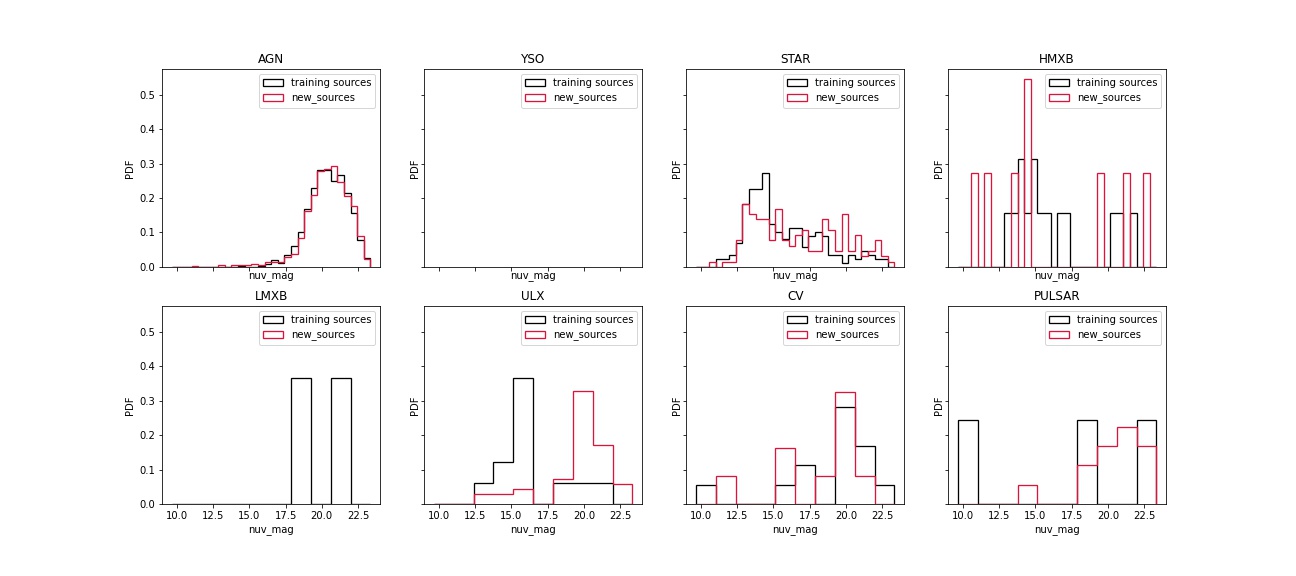 AGN
YSO
STAR
HMXB
training sources
new_sources
training sources
new_sources
training sources
new_sources
training sources
new_sources
0.5
0.4
0.3
0.2
0.1
0.0
PDF
PDF
PDF
PDF
nuv_mag
nuv_mag
nuv_mag
nuv_mag
LMXB
ULX
CV
PULSAR
training sources
new_sources
training sources
new_sources
training sources
new_sources
training sources
new_sources
0.5
0.4
0.3
0.2
0.1
0.0
PDF
PDF
PDF
PDF
10.0 12.5 15.0 17.5 20.0 22.5
10.0 12.5 15.0 17.5 20.0 22.5
10.0 12.5 15.0 17.5 20.0 22.5
10.0 12.5 15.0 17.5 20.0 22.5
nuv_mag
nuv_mag
nuv_mag
nuv_mag